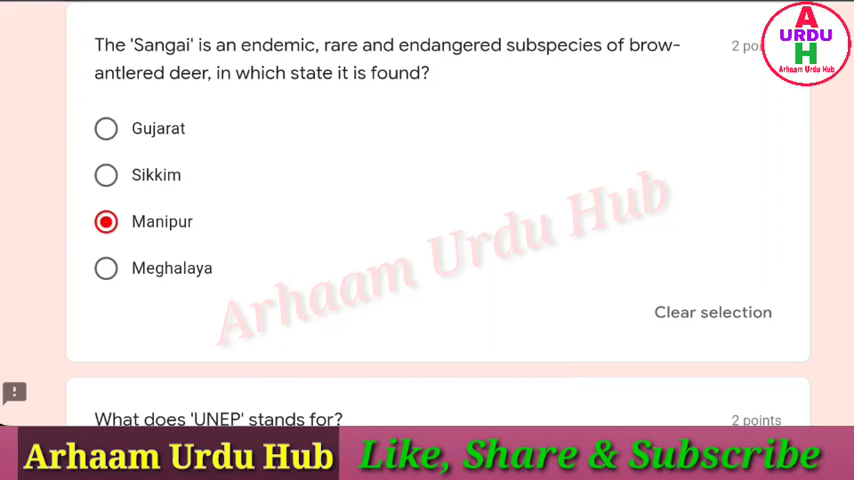 The 'Sangai' is an endemic, rare and endangered subspecies of brow-
antlered deer, in which state it is found?
2 poi
A
URDU
H
Arhaam Urdu Hub
Gujarat
Sikkim
Manipur
Meghalaya
Arhaam Urdu Hub
Clear selection
What does 'UNEP' stands for?
2 points
Arhaam Urdu Hub
Like, Share & Subscribe